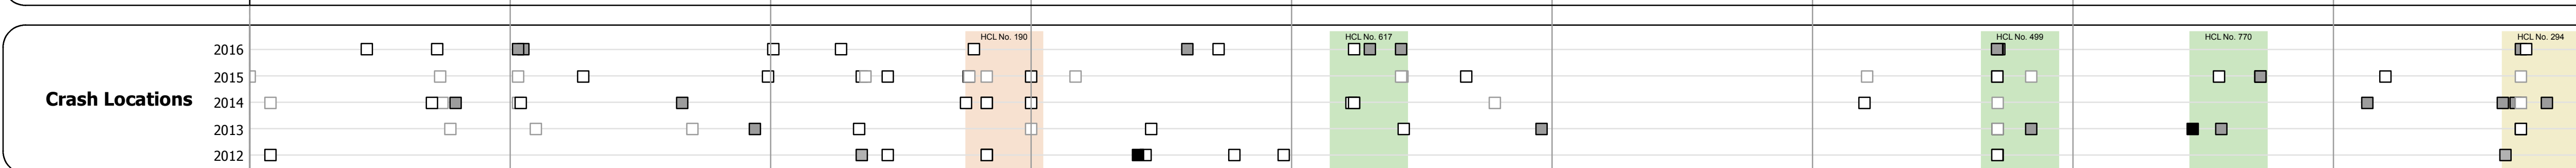 HCL No. 190
HCL No. 617
HCL No. 499
HCL No. 770
HCL No. 294
2016
2015
Crash Locations
2014
2013
2012